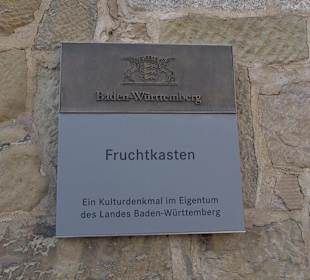 Baden-Württemberg
Fruchtkasten
Ein Kulturdenkmal im Eigentum
des Landes Baden-Württemberg